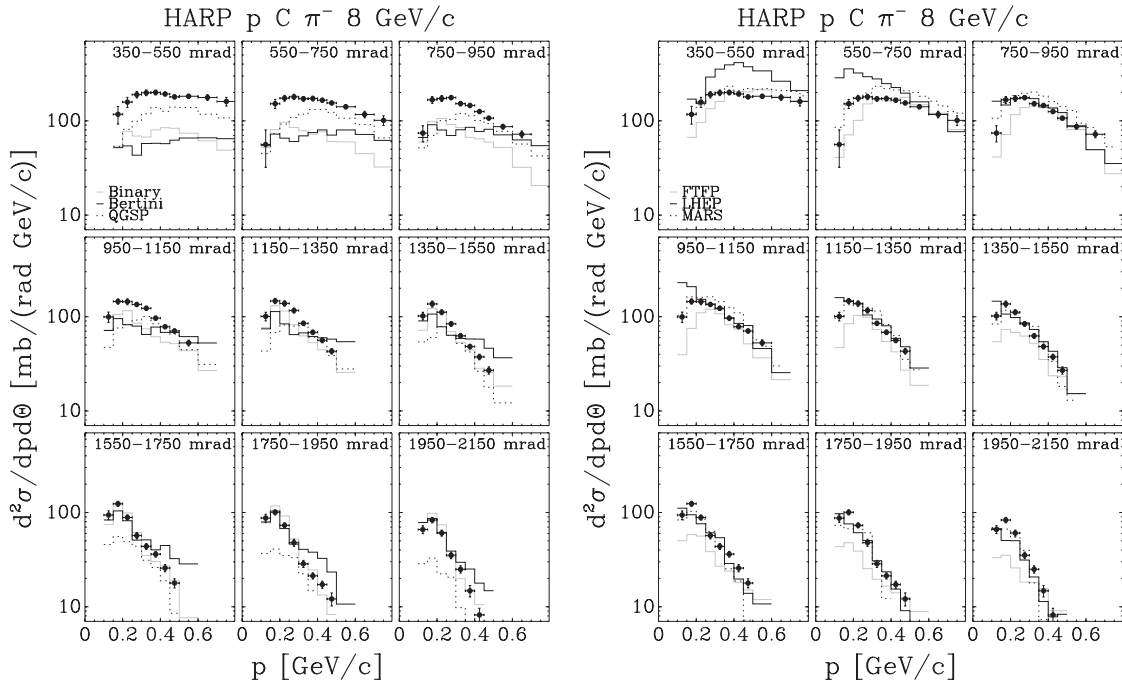 HARP p C π⁻ 8 GeV/c
350−550 mrad
550−750 mrad
750−950 mrad
100
10
Binary
Bertini
QGSP
950−1150 mrad
1150−1350 mrad
1350−1550 mrad
100
10
1550−1750 mrad
1750−1950 mrad
1950−2150 mrad
100
10
0 0.2 0.4 0.6
0 0.2 0.4 0.6
0 0.2 0.4 0.6
p [GeV/c]
d²σ/dpdΘ [mb/(rad GeV/c)]
HARP p C π⁻ 8 GeV/c
350−550 mrad
550−750 mrad
750−950 mrad
100
10
FTFP
LHEP
MARS
950−1150 mrad
1150−1350 mrad
1350−1550 mrad
100
10
1550−1750 mrad
1750−1950 mrad
1950−2150 mrad
100
10
0 0.2 0.4 0.6
0 0.2 0.4 0.6
0 0.2 0.4 0.6
p [GeV/c]
d²σ/dpdΘ [mb/(rad GeV/c)]